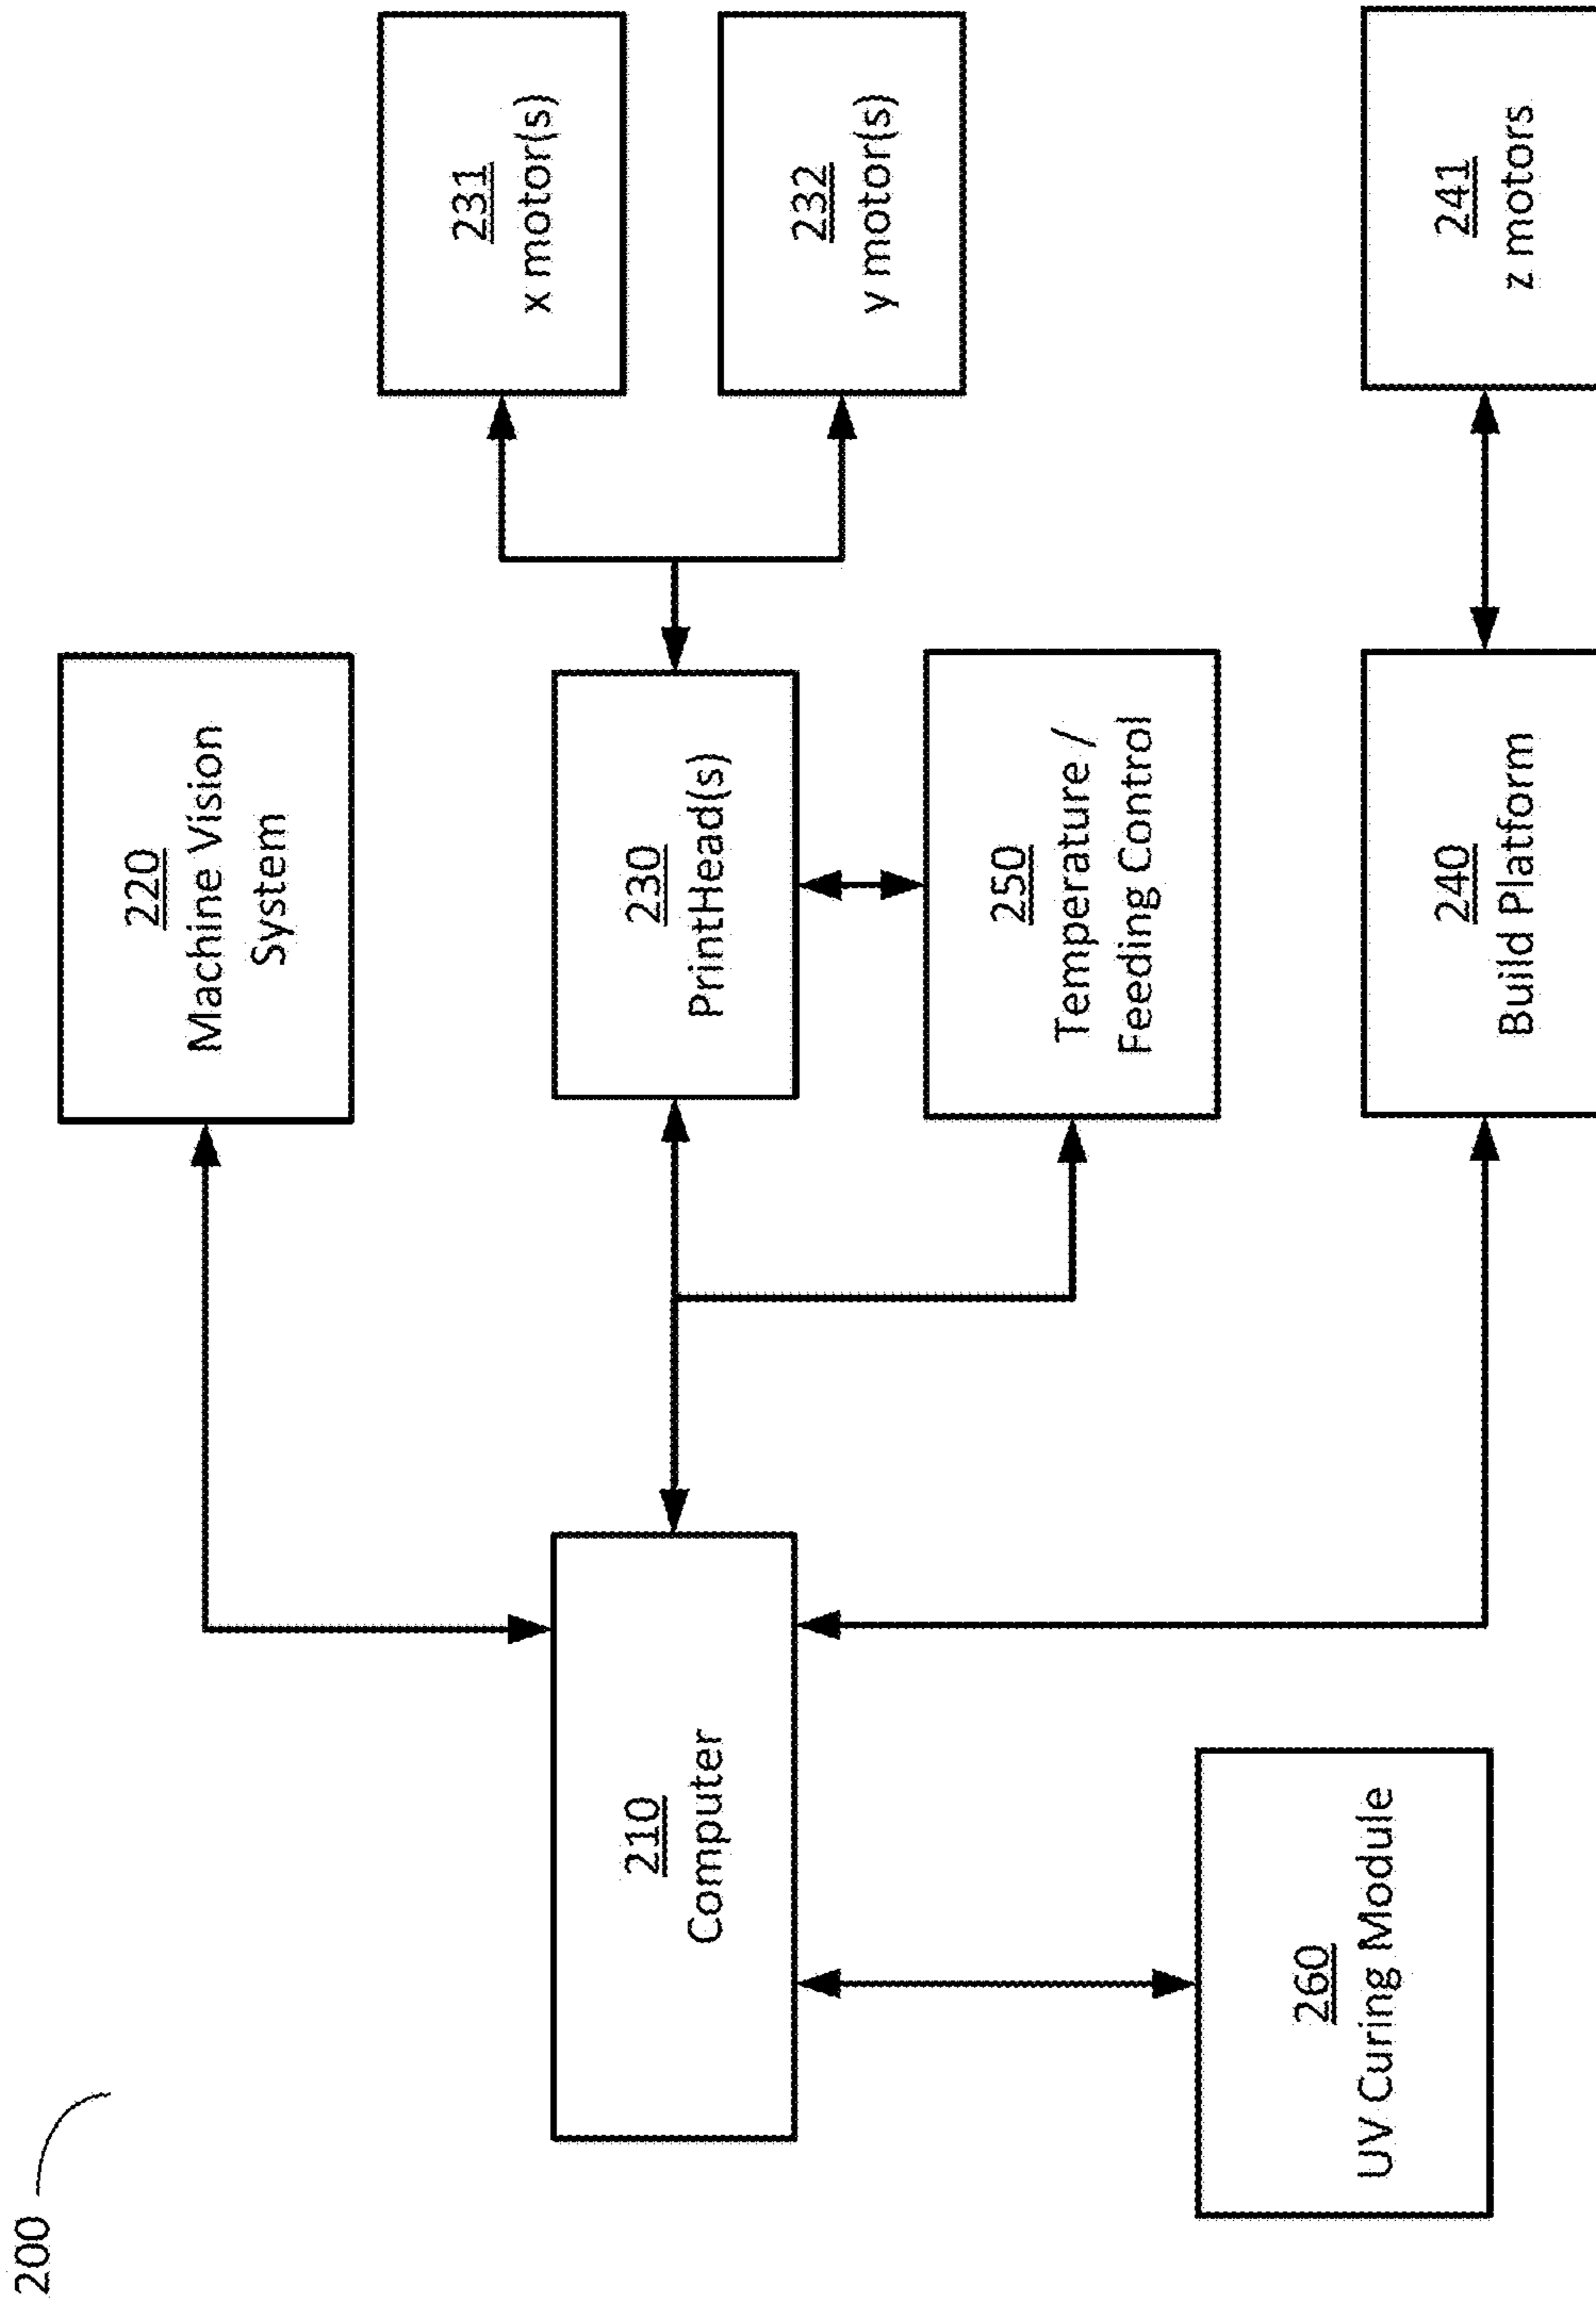 200
210
Computer
220
Machine Vision
System
230
PrintHead(s)
231
x motor(s)
232
y motor(s)
250
Temperature /
Feeding Control
260
UV Curing Module
240
Build Platform
241
z motors